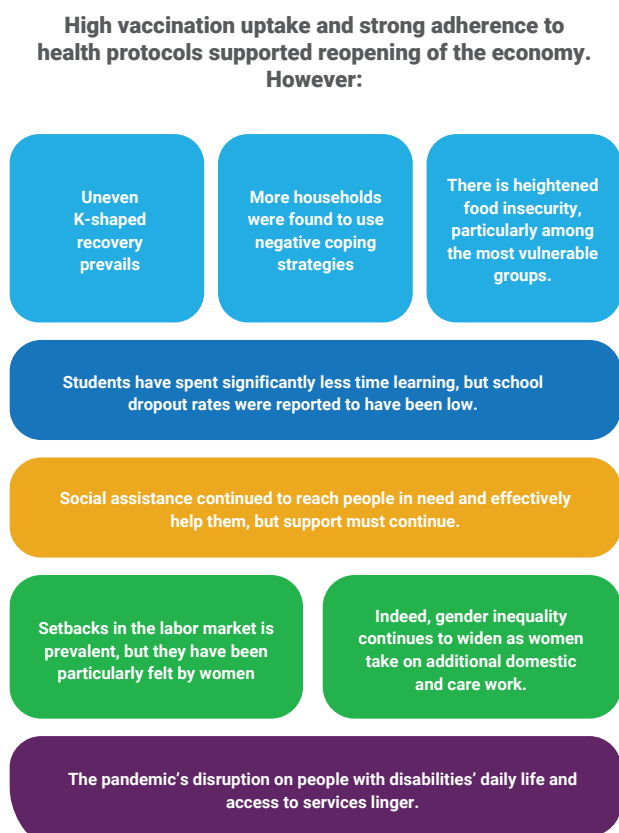 High vaccination uptake and strong adherence to
health protocols supported reopening of the economy.
However:
Uneven
K-shaped
recovery
prevails
More households
were found to use
negative coping
strategies
There is heightened
food insecurity,
particularly among
the most vulnerable
groups.
Students have spent significantly less time learning, but school
dropout rates were reported to have been low.
Social assistance continued to reach people in need and effectively
help them, but support must continue.
Setbacks in the labor market is
prevalent, but they have been
particularly felt by women
Indeed, gender inequality
continues to widen as women
take on additional domestic
and care work.
The pandemic's disruption on people with disabilities' daily life and
access to services linger.